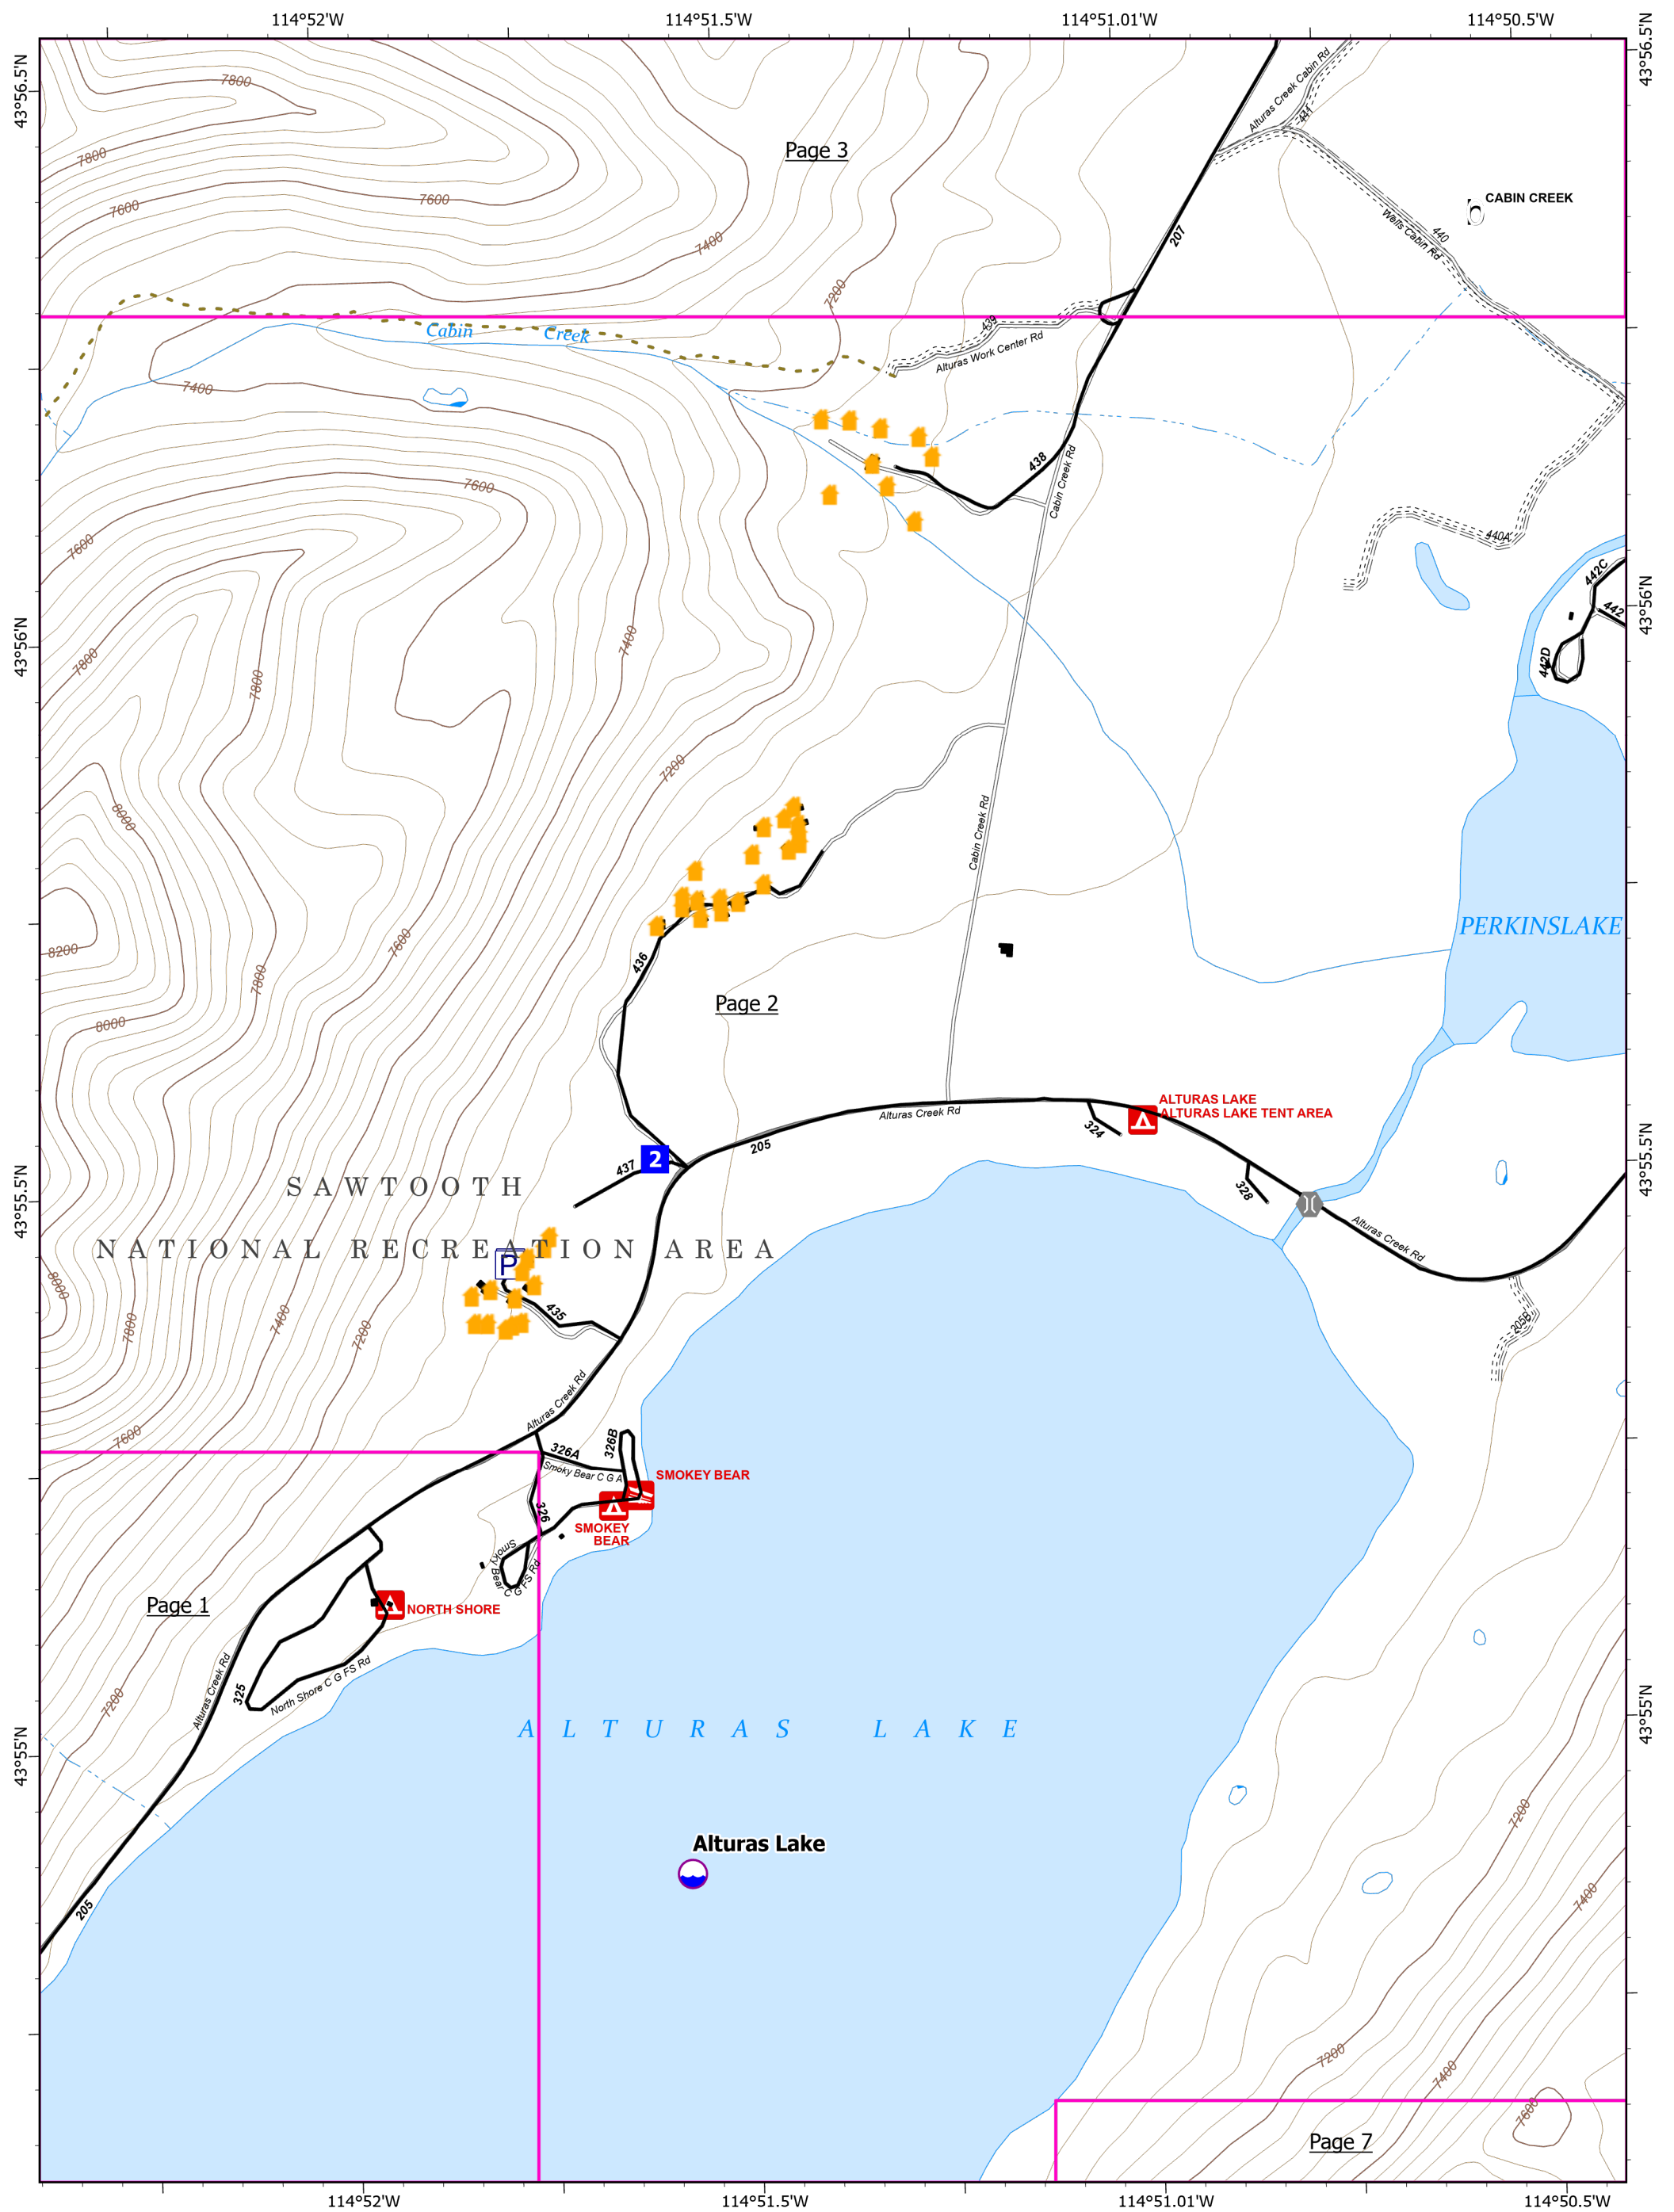 114°52'W
114°51.5'W
114°51.01'W
114°50.5'W
43°56.5'N
43°56.5'N
7800
7800
7600
7600
7400
7200
Page 3
Alturas Creek Cabin Rd
441
207
440
Wells Cabin Rd
CABIN CREEK
Cabin
Creek
439
Alturas Work Center Rd
7400
7600
7600
438
Cabin Creek Rd
440A
442C
442
442D
43°56'N
43°56'N
7800
7800
7400
7200
8000
Cabin Creek Rd
PERKINSLAKE
8200
7600
7800
8000
436
Page 2
ALTURAS LAKE
ALTURAS LAKE TENT AREA
Alturas Creek Rd
205
324
437
2
328
43°55.5'N
43°55.5'N
SAWTOOTH
NATIONAL RECREATION AREA
Alturas Creek Rd
P
8000
7800
7400
7200
435
205B
Alturas Creek Rd
7600
326A
326B
Smoky Bear C G A
SMOKEY BEAR
326
SMOKEY
BEAR
Smoky
Bear C G FS Rd
Page 1
NORTH SHORE
Alturas Creek Rd
325
North Shore C G FS Rd
7200
43°55'N
43°55'N
ALTURAS LAKE
Alturas Lake
205
7200
7400
7200
7400
7600
Page 7
114°52'W
114°51.5'W
114°51.01'W
114°50.5'W